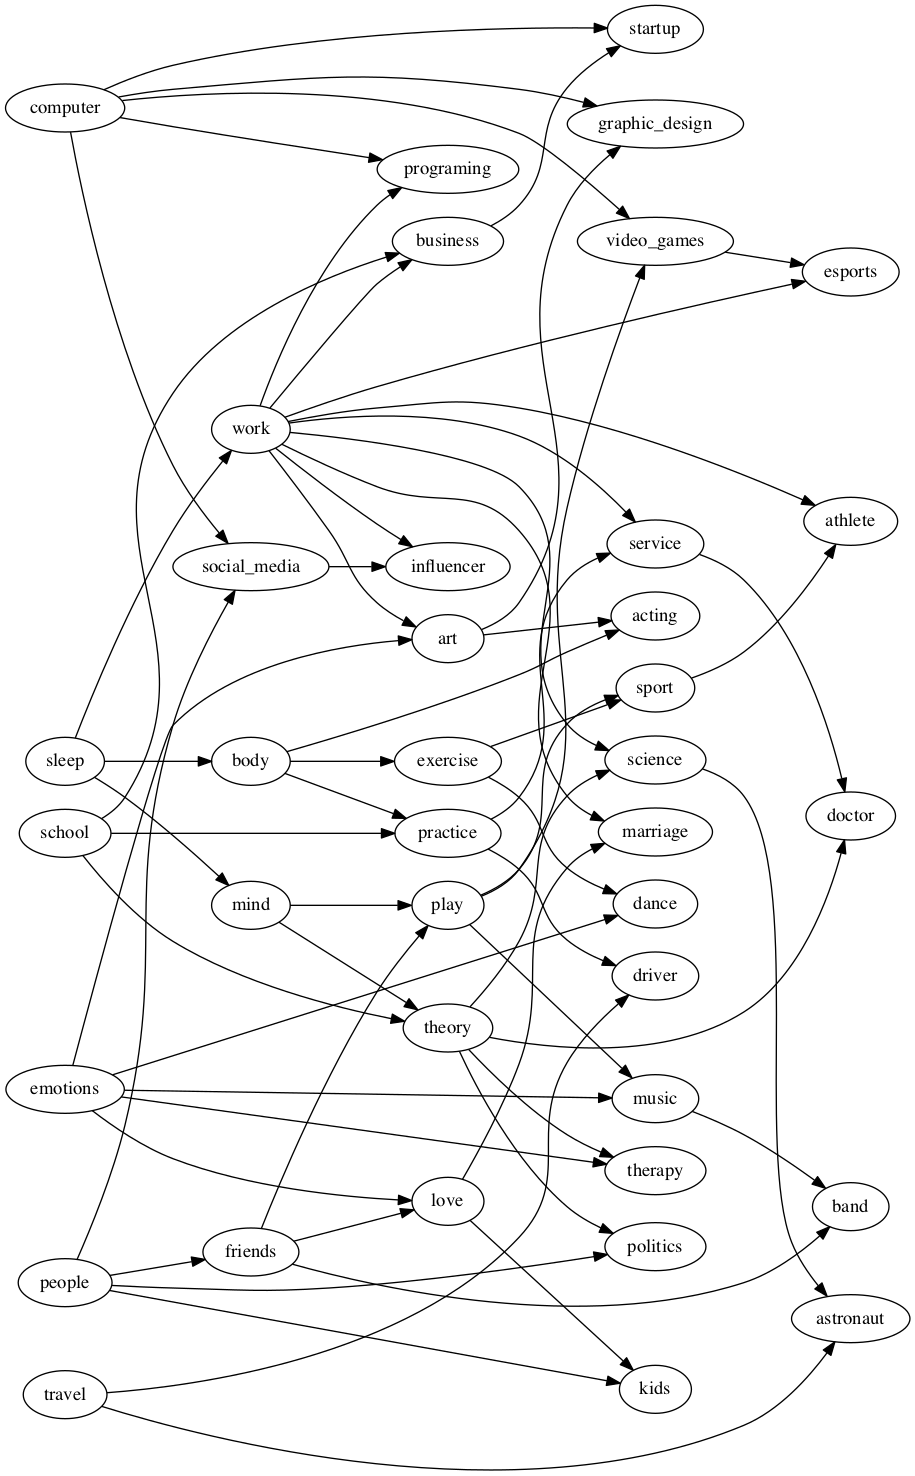 startup
computer
graphic_design
programing
business
video_games
esports
work
athlete
service
social_media
influencer
acting
art
sport
sleep
body
exercise
science
doctor
school
practice
marriage
mind
play
dance
driver
theory
emotions
music
therapy
love
band
friends
politics
people
astronaut
travel
kids